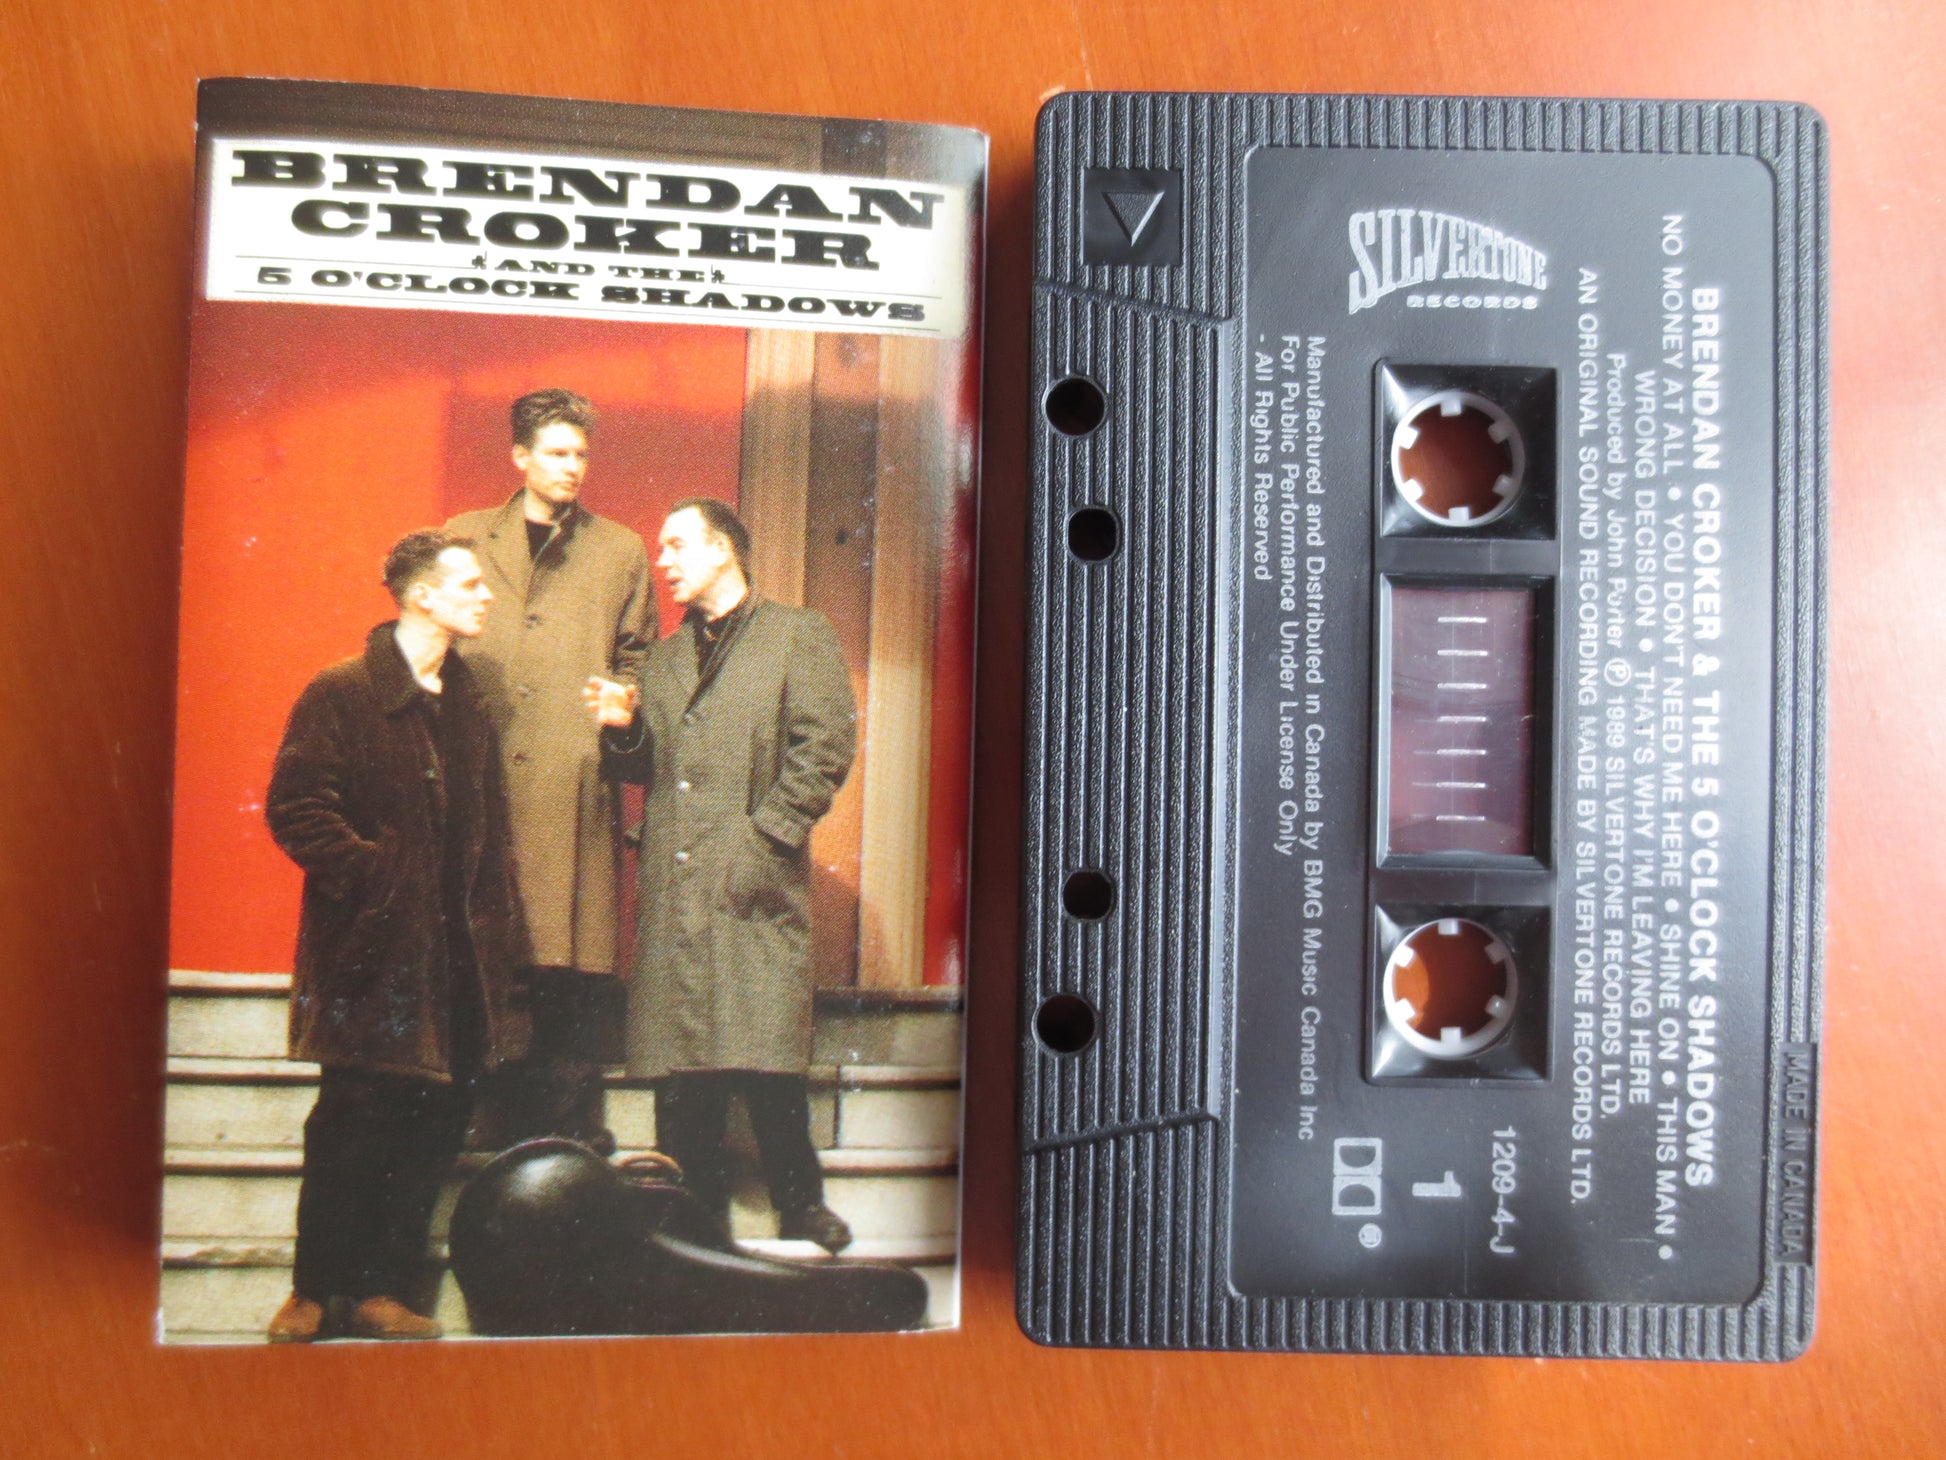 BRENDAN
CROKER
AND THE
5 O'CLOCK SHADOWS
SILVERTONE
RECORDS
BRENDAN CROKER & THE 5 O'CLOCK SHADOWS
NO MONEY AT ALL • YOU DON'T NEED ME HERE • SHINE ON • THIS MAN •
WRONG DECISION • THAT'S WHY I'M LEAVING HERE
Produced by John Porter ℗ 1989 SILVERTONE RECORDS LTD.
AN ORIGINAL SOUND RECORDING MADE BY SILVERTONE RECORDS LTD.
1209-4-J
1
Manufactured and Distributed in Canada by BMG Music Canada Inc
For Public Performance Under License Only
- All Rights Reserved
MADE IN CANADA